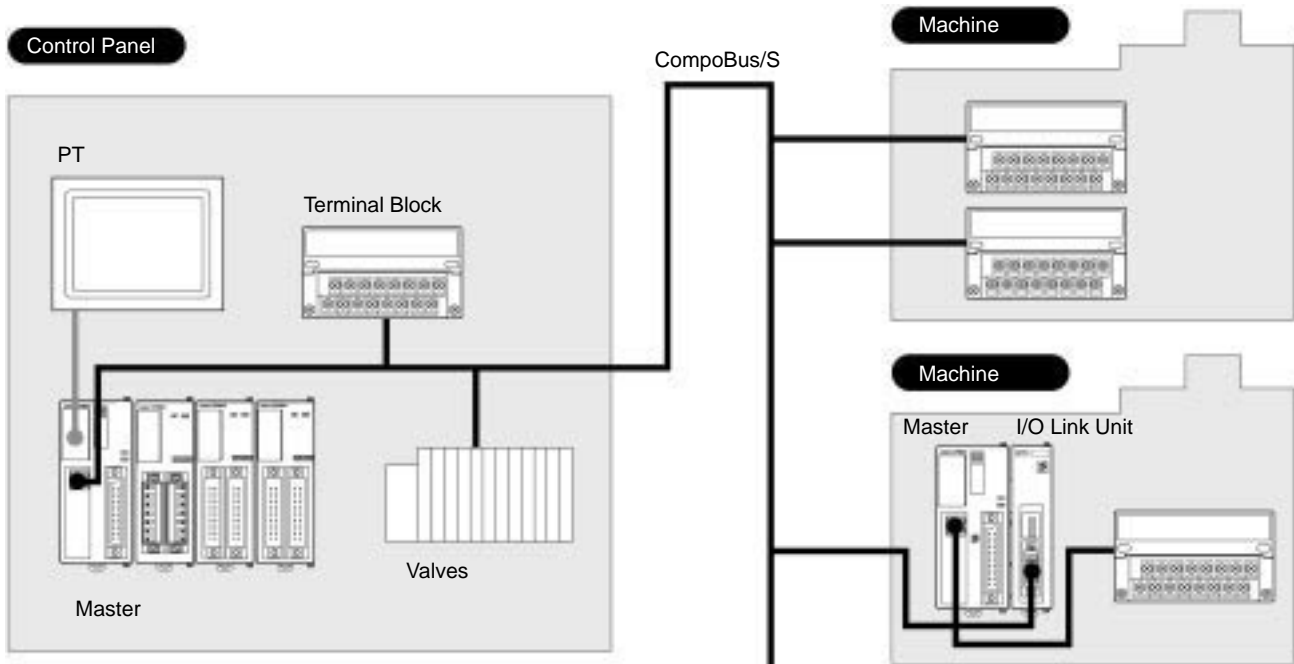 Control Panel
PT
Terminal Block
Master
Valves
CompoBus/S
Machine
Machine
Master
I/O Link Unit